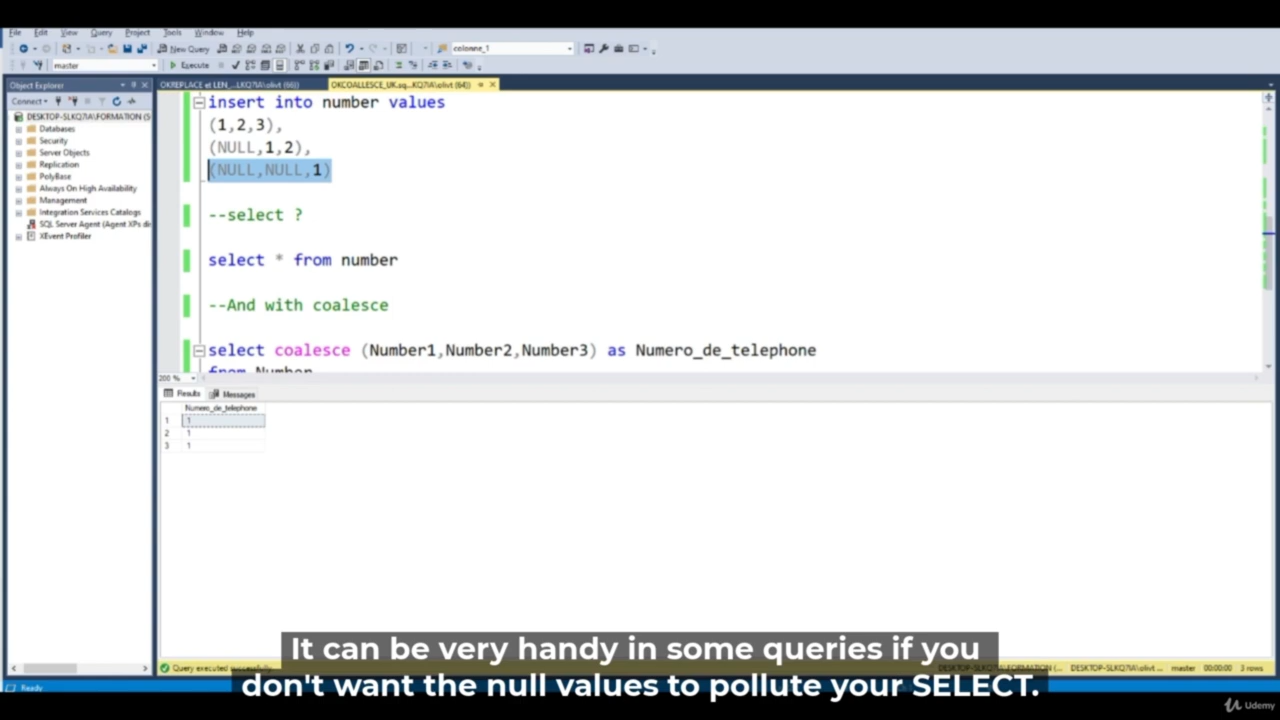 File Edit View Query Project Tools Window Help
New Query
colonne_1
master
Execute
Object Explorer
OKREPLACE et LEN_...LKQ7IA\olivt (66))
OKCOALLESCE_UK.sq...KQ7IA\olivt (64))
Connect
DESKTOP-SLKQ7IA\FORMATION (S
Databases
Security
Server Objects
Replication
PolyBase
Always On High Availability
Management
Integration Services Catalogs
SQL Server Agent (Agent XPs di
XEvent Profiler
insert into number values
(1,2,3),
(NULL,1,2),
(NULL,NULL,1)
--select ?
select * from number
--And with coalesce
select coalesce (Number1,Number2,Number3) as Numero_de_telephone
from Number
200 %
Results Messages
Numero_de_telephone
1 1
2 1
3 1
Query executed successfully.
DESKTOP-SLKQ7IA\FORMATION (... DESKTOP-SLKQ7IA\olivt ... master 00:00:00 3 rows
It can be very handy in some queries if you
don't want the null values to pollute your SELECT.
Ready
Udemy